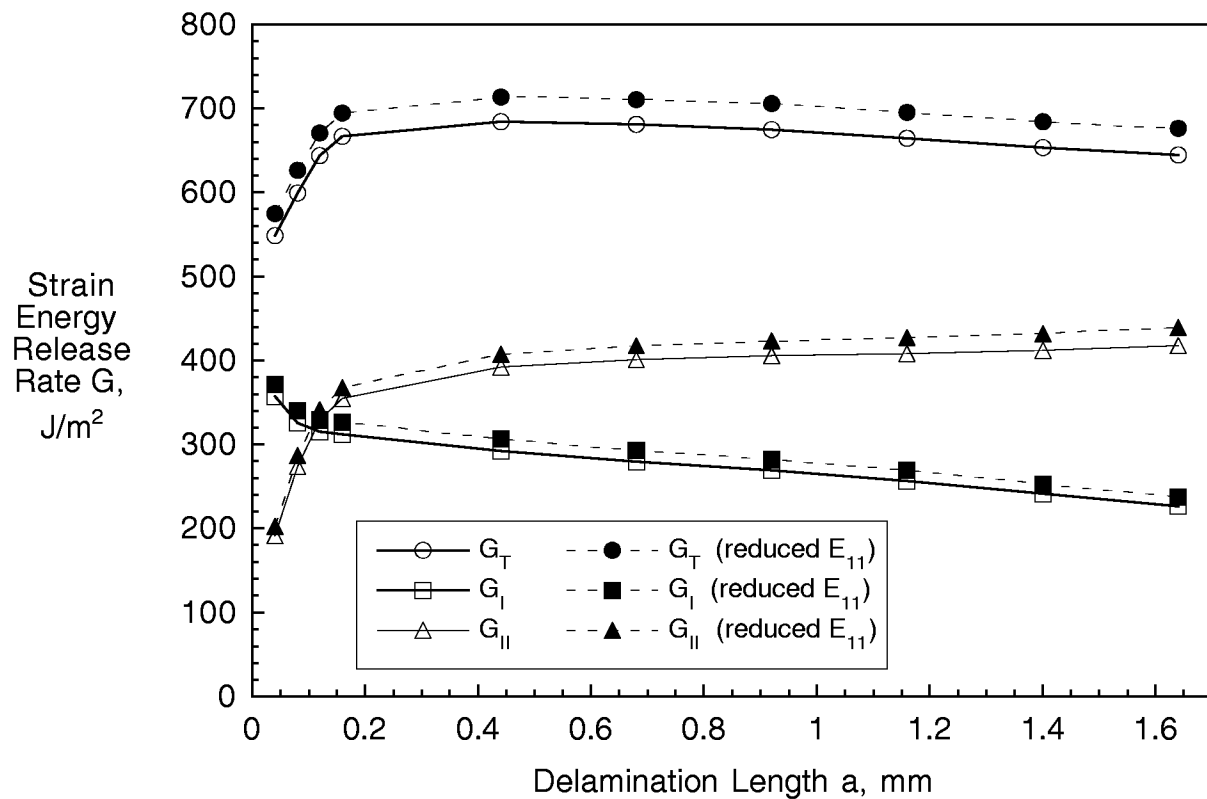 800
700
600
500
400
300
200
100
0
Strain
Energy
Release
Rate G,
J/m²
G_T
G_T (reduced E_11)
G_I
G_I (reduced E_11)
G_II
G_II (reduced E_11)
0 0.2 0.4 0.6 0.8 1 1.2 1.4 1.6
Delamination Length a, mm